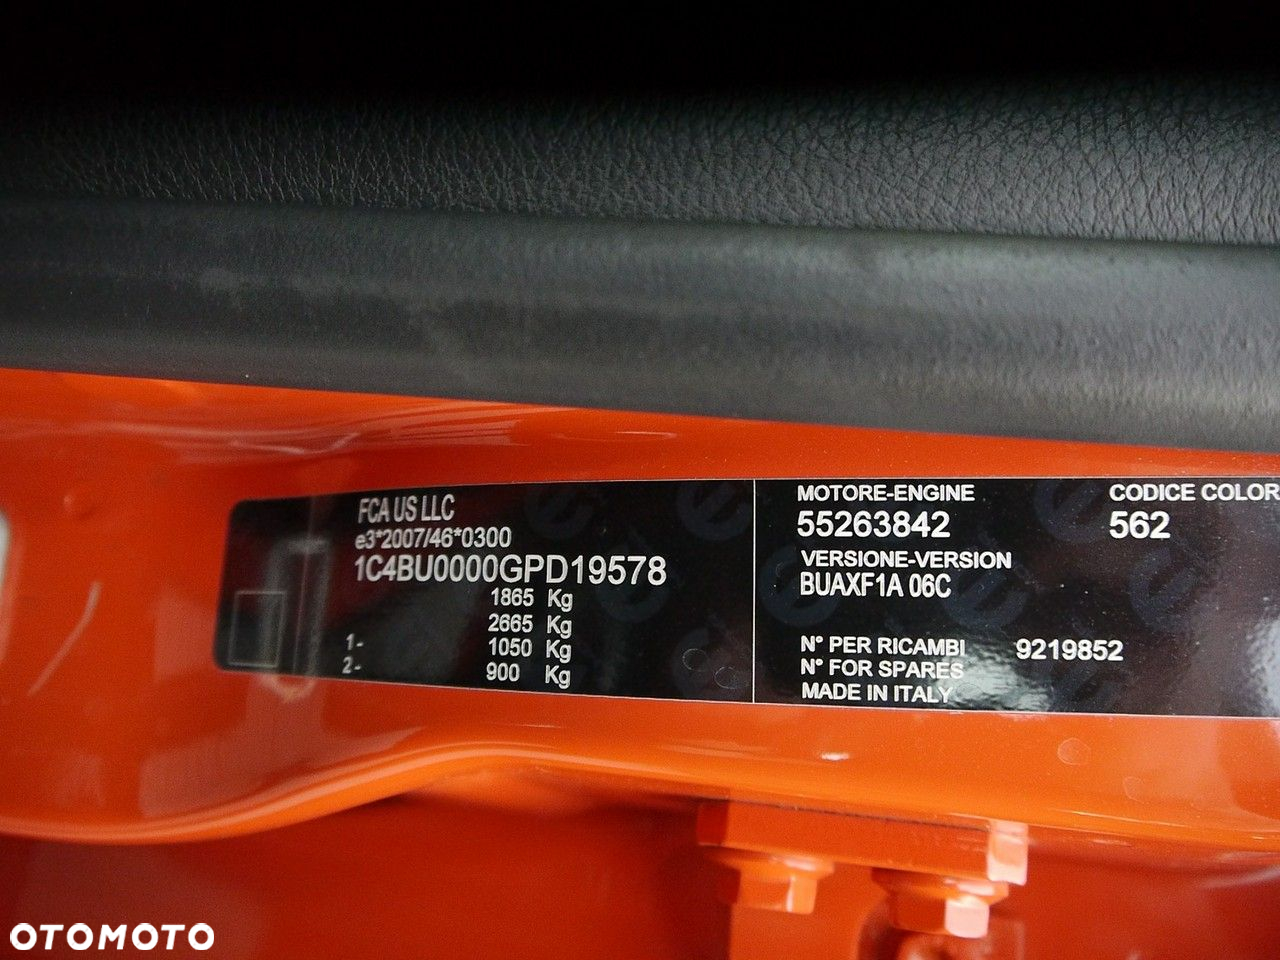 FCA US LLC
e3*2007/46*0300
1C4BU0000GPD19578
1865 Kg
2665 Kg
1- 1050 Kg
2- 900 Kg
MOTORE-ENGINE
55263842
VERSIONE-VERSION
BUAXF1A 06C
N° PER RICAMBI 9219852
N° FOR SPARES
MADE IN ITALY
CODICE COLOR
562
OTOMOTO